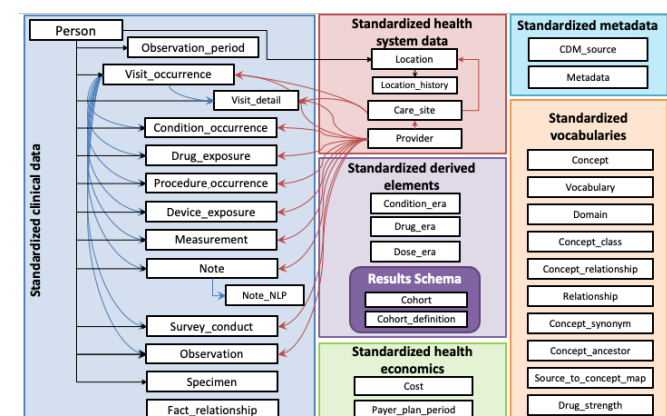 Standardized clinical data
Person
Observation_period
Visit_occurrence
Visit_detail
Condition_occurrence
Drug_exposure
Procedure_occurrence
Device_exposure
Measurement
Note
Note_NLP
Survey_conduct
Observation
Specimen
Fact_relationship
Standardized health
system data
Location
Location_history
Care_site
Provider
Standardized derived
elements
Condition_era
Drug_era
Dose_era
Results Schema
Cohort
Cohort_definition
Standardized health
economics
Cost
Payer_plan_period
Standardized metadata
CDM_source
Metadata
Standardized
vocabularies
Concept
Vocabulary
Domain
Concept_class
Concept_relationship
Relationship
Concept_synonym
Concept_ancestor
Source_to_concept_map
Drug_strength